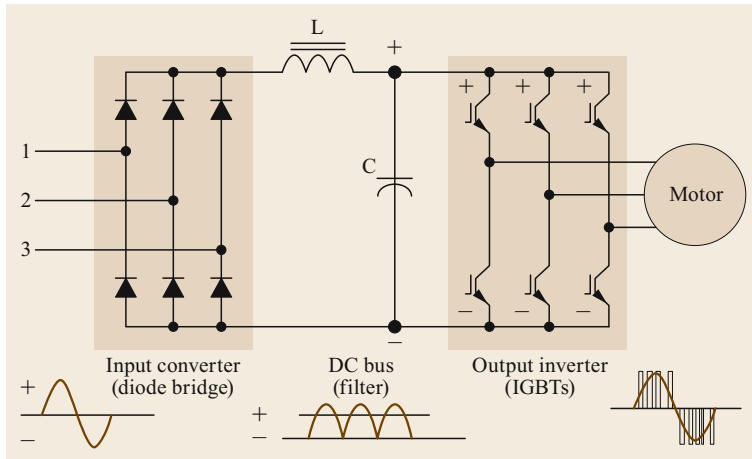 L
+
+ + +
1
C
2
Motor
3
− − −
−
Input converter
(diode bridge)
DC bus
(filter)
Output inverter
(IGBTs)
+
−
+
−